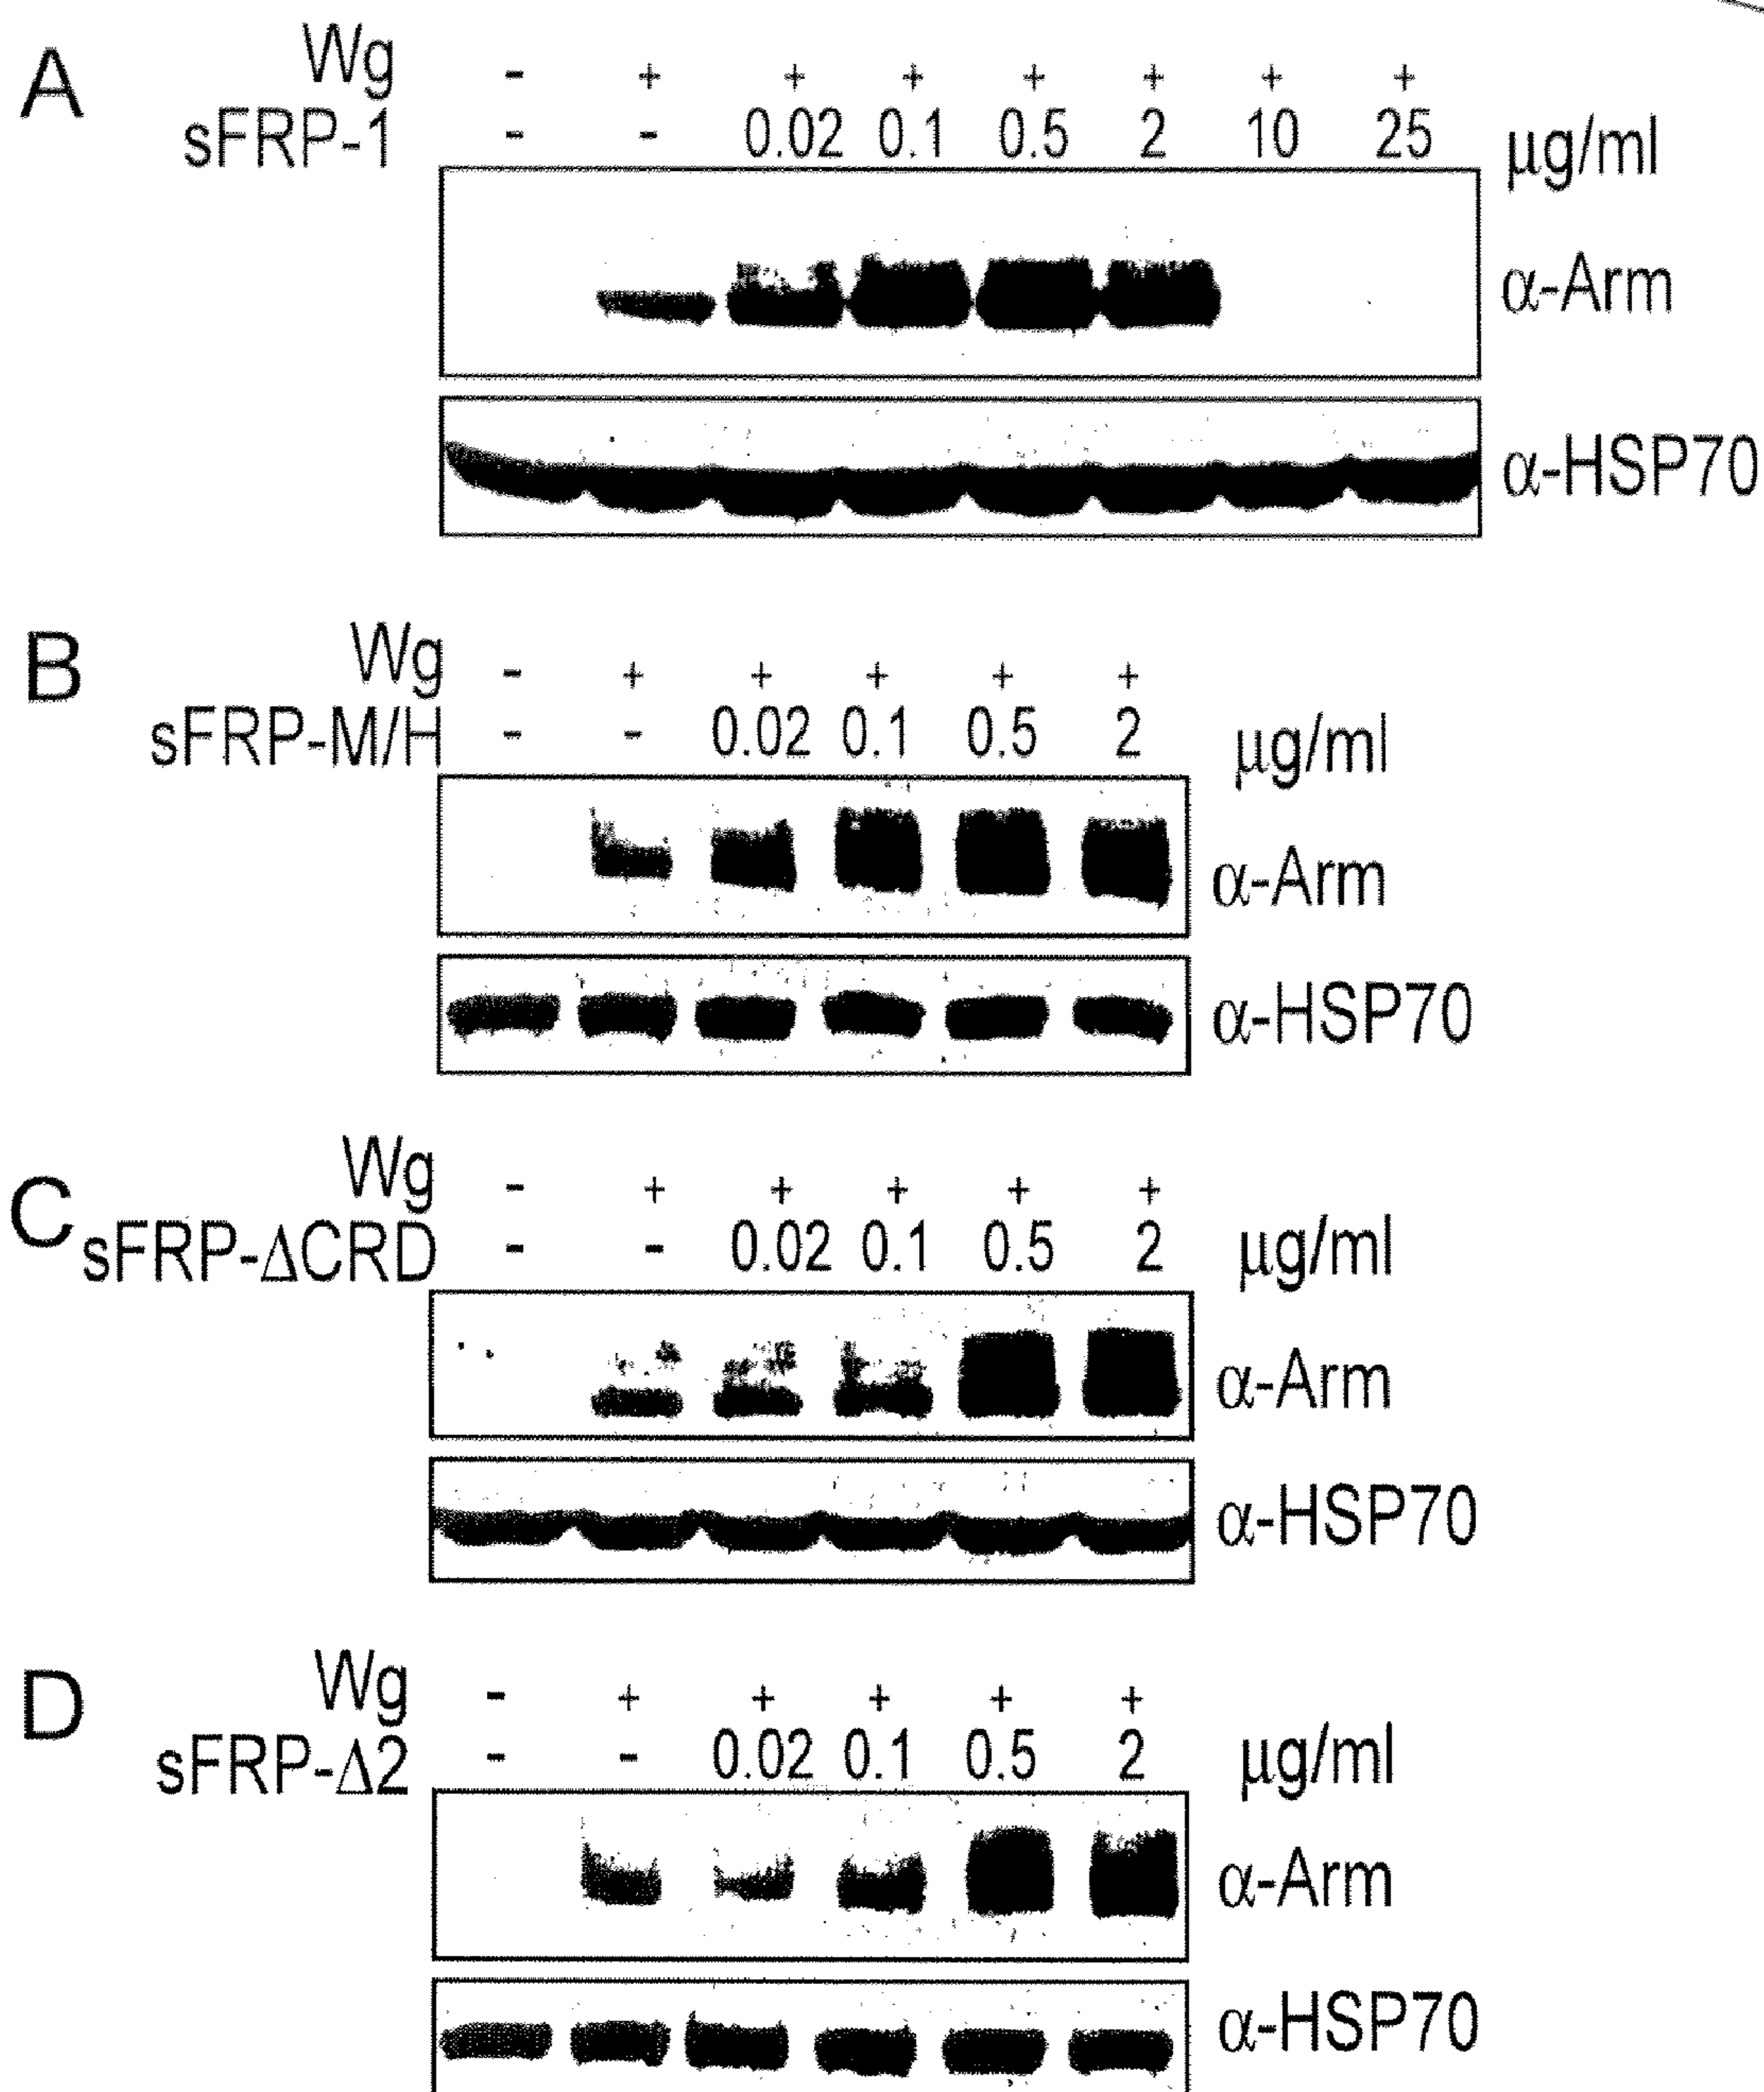 A
Wg - + + + + + + +
sFRP-1 - - 0.02 0.1 0.5 2 10 25 μg/ml
α-Arm
α-HSP70
B
Wg - + + + + +
sFRP-M/H - - 0.02 0.1 0.5 2 μg/ml
α-Arm
α-HSP70
C
Wg - + + + + +
sFRP-ΔCRD - - 0.02 0.1 0.5 2 μg/ml
α-Arm
α-HSP70
D
Wg - + + + + +
sFRP-Δ2 - - 0.02 0.1 0.5 2 μg/ml
α-Arm
α-HSP70